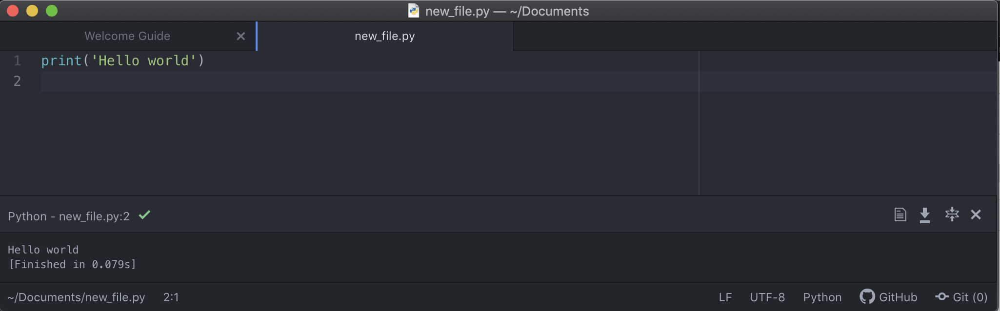 new_file.py — ~/Documents
Welcome Guide
new_file.py
1 print('Hello world')
2
Python - new_file.py:2
Hello world
[Finished in 0.079s]
~/Documents/new_file.py 2:1 LF UTF-8 Python GitHub Git (0)